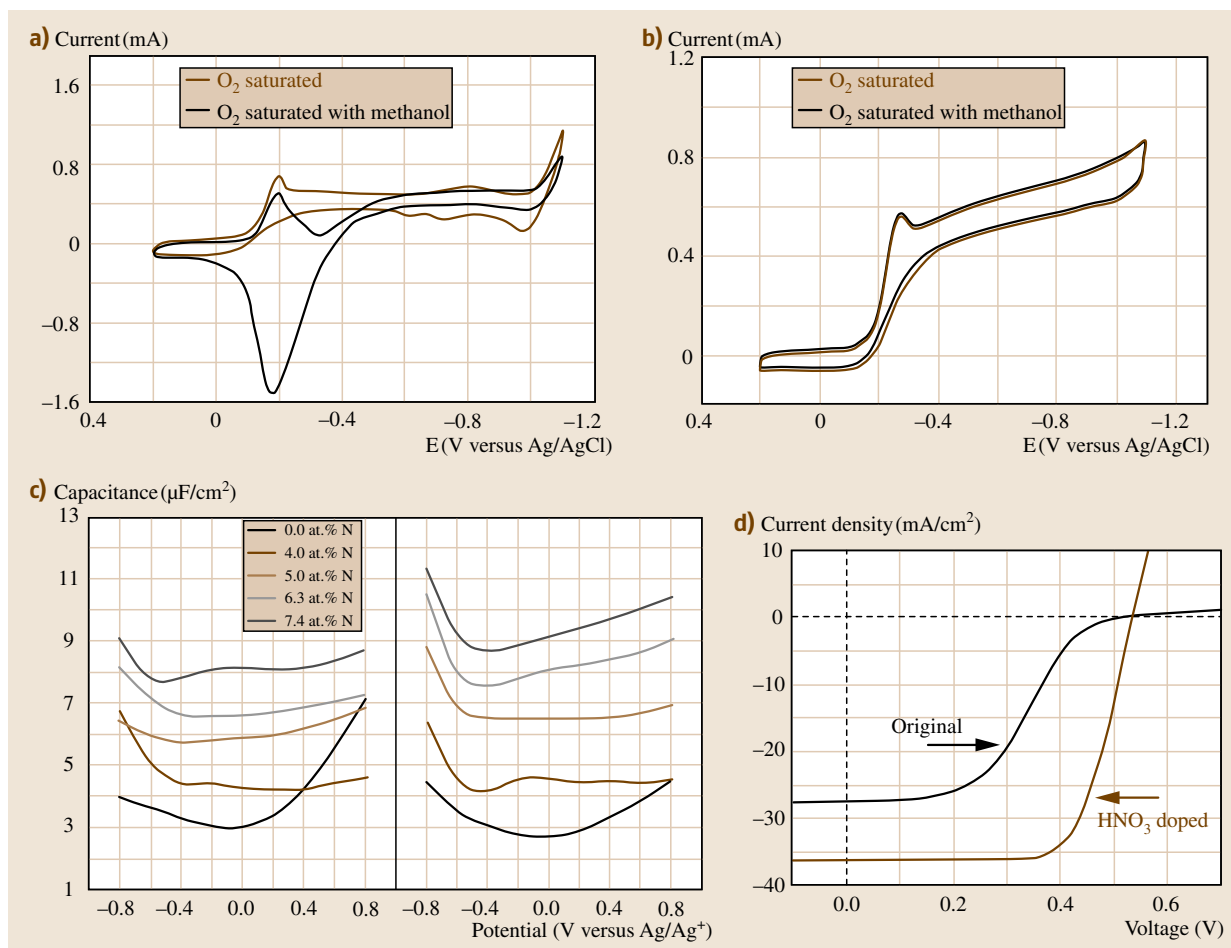 a) Current (mA)
1.6
0.8
0
–0.8
–1.6
0.4 0 –0.4 –0.8 –1.2
E (V versus Ag/AgCl)
O2 saturated
O2 saturated with methanol
b) Current (mA)
1.2
0.8
0.4
0
0.4 0 –0.4 –0.8 –1.2
E (V versus Ag/AgCl)
O2 saturated
O2 saturated with methanol
c) Capacitance (μF/cm2)
13
11
9
7
5
3
1
0.0 at.% N
4.0 at.% N
5.0 at.% N
6.3 at.% N
7.4 at.% N
–0.8 –0.4 0.0 0.4 0.8 –0.8 –0.4 0.0 0.4 0.8
Potential (V versus Ag/Ag+)
d) Current density (mA/cm2)
10
0
–10
–20
–30
–40
Original
HNO3 doped
0.0 0.2 0.4 0.6
Voltage (V)